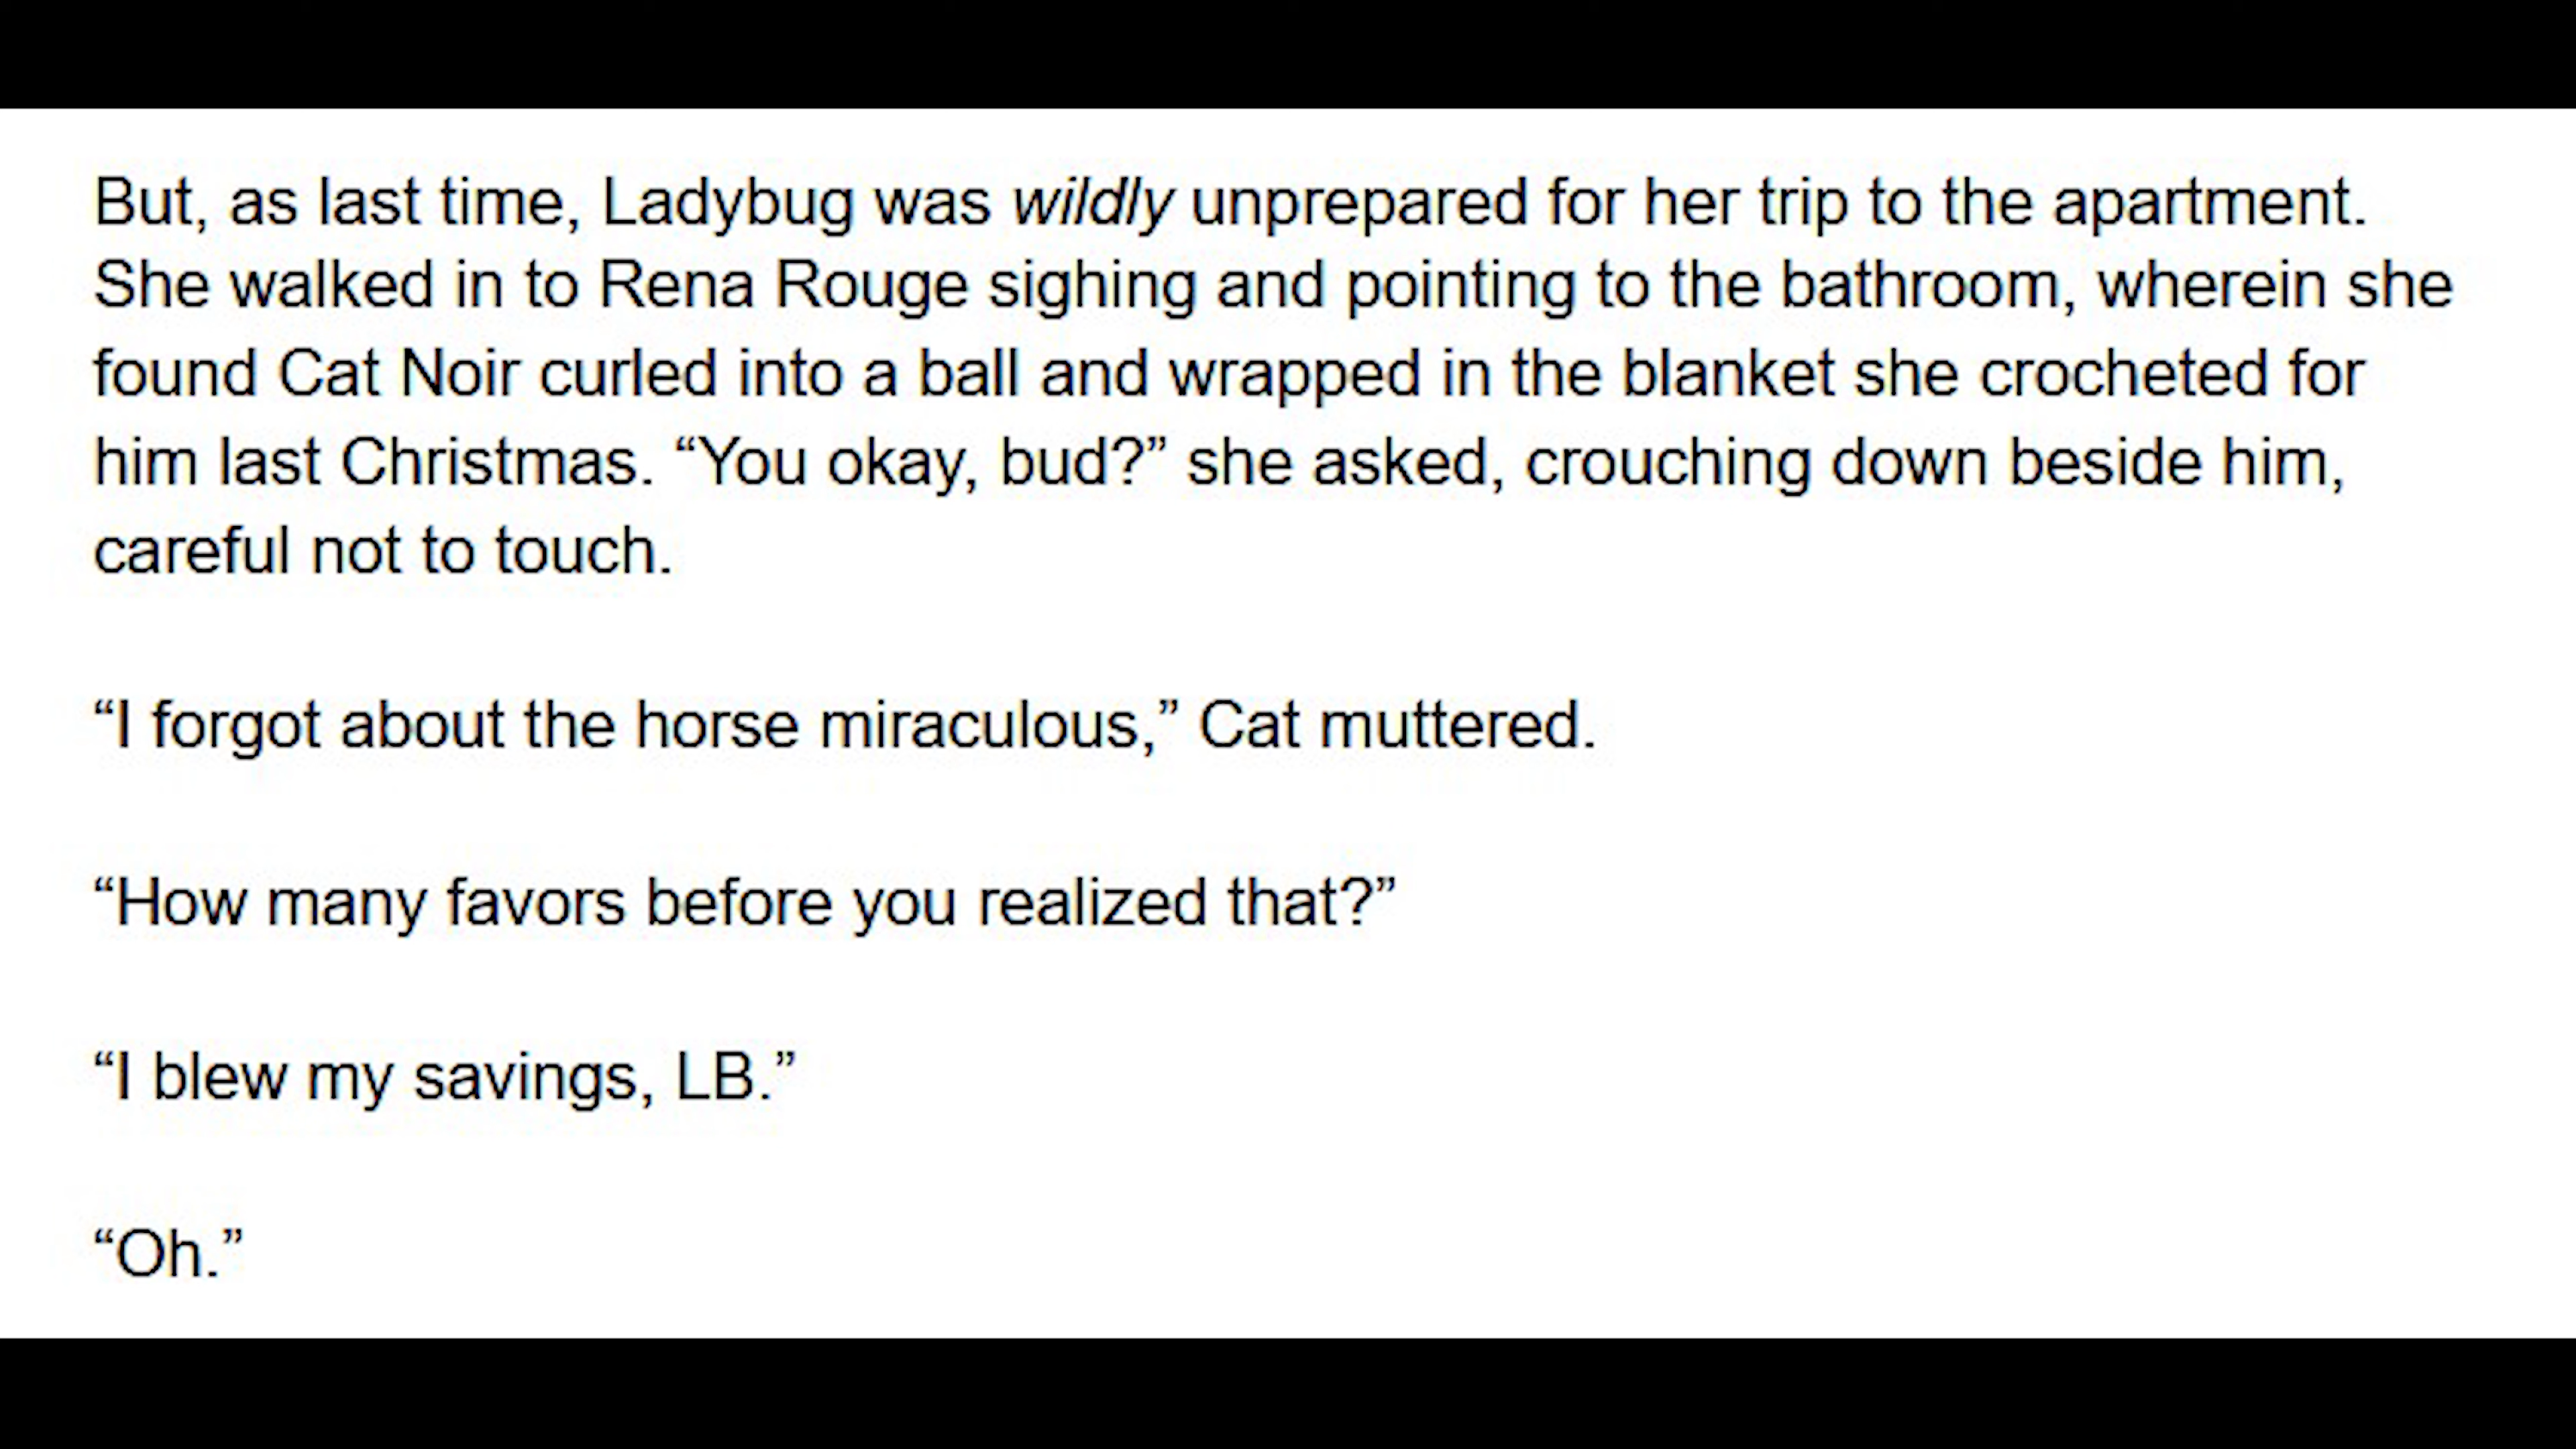 But, as last time, Ladybug was wildly unprepared for her trip to the apartment.
She walked in to Rena Rouge sighing and pointing to the bathroom, wherein she
found Cat Noir curled into a ball and wrapped in the blanket she crocheted for
him last Christmas. “You okay, bud?” she asked, crouching down beside him,
careful not to touch.
“I forgot about the horse miraculous,” Cat muttered.
“How many favors before you realized that?”
“I blew my savings, LB.”
“Oh.”